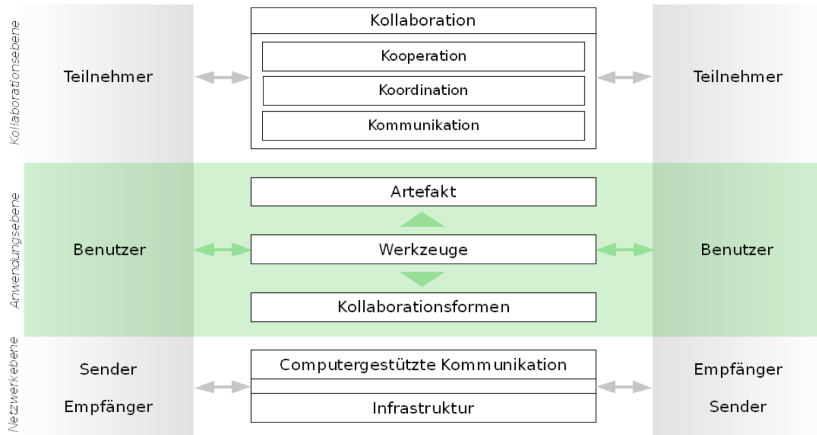 Kollaborationsebene
Kollaboration
Kooperation
Teilnehmer
Teilnehmer
Koordination
Kommunikation
Anwendungsebene
Artefakt
Benutzer
Werkzeuge
Benutzer
Kollaborationsformen
Netzwerkebene
Sender
Computergestützte Kommunikation
Empfänger
Empfänger
Infrastruktur
Sender